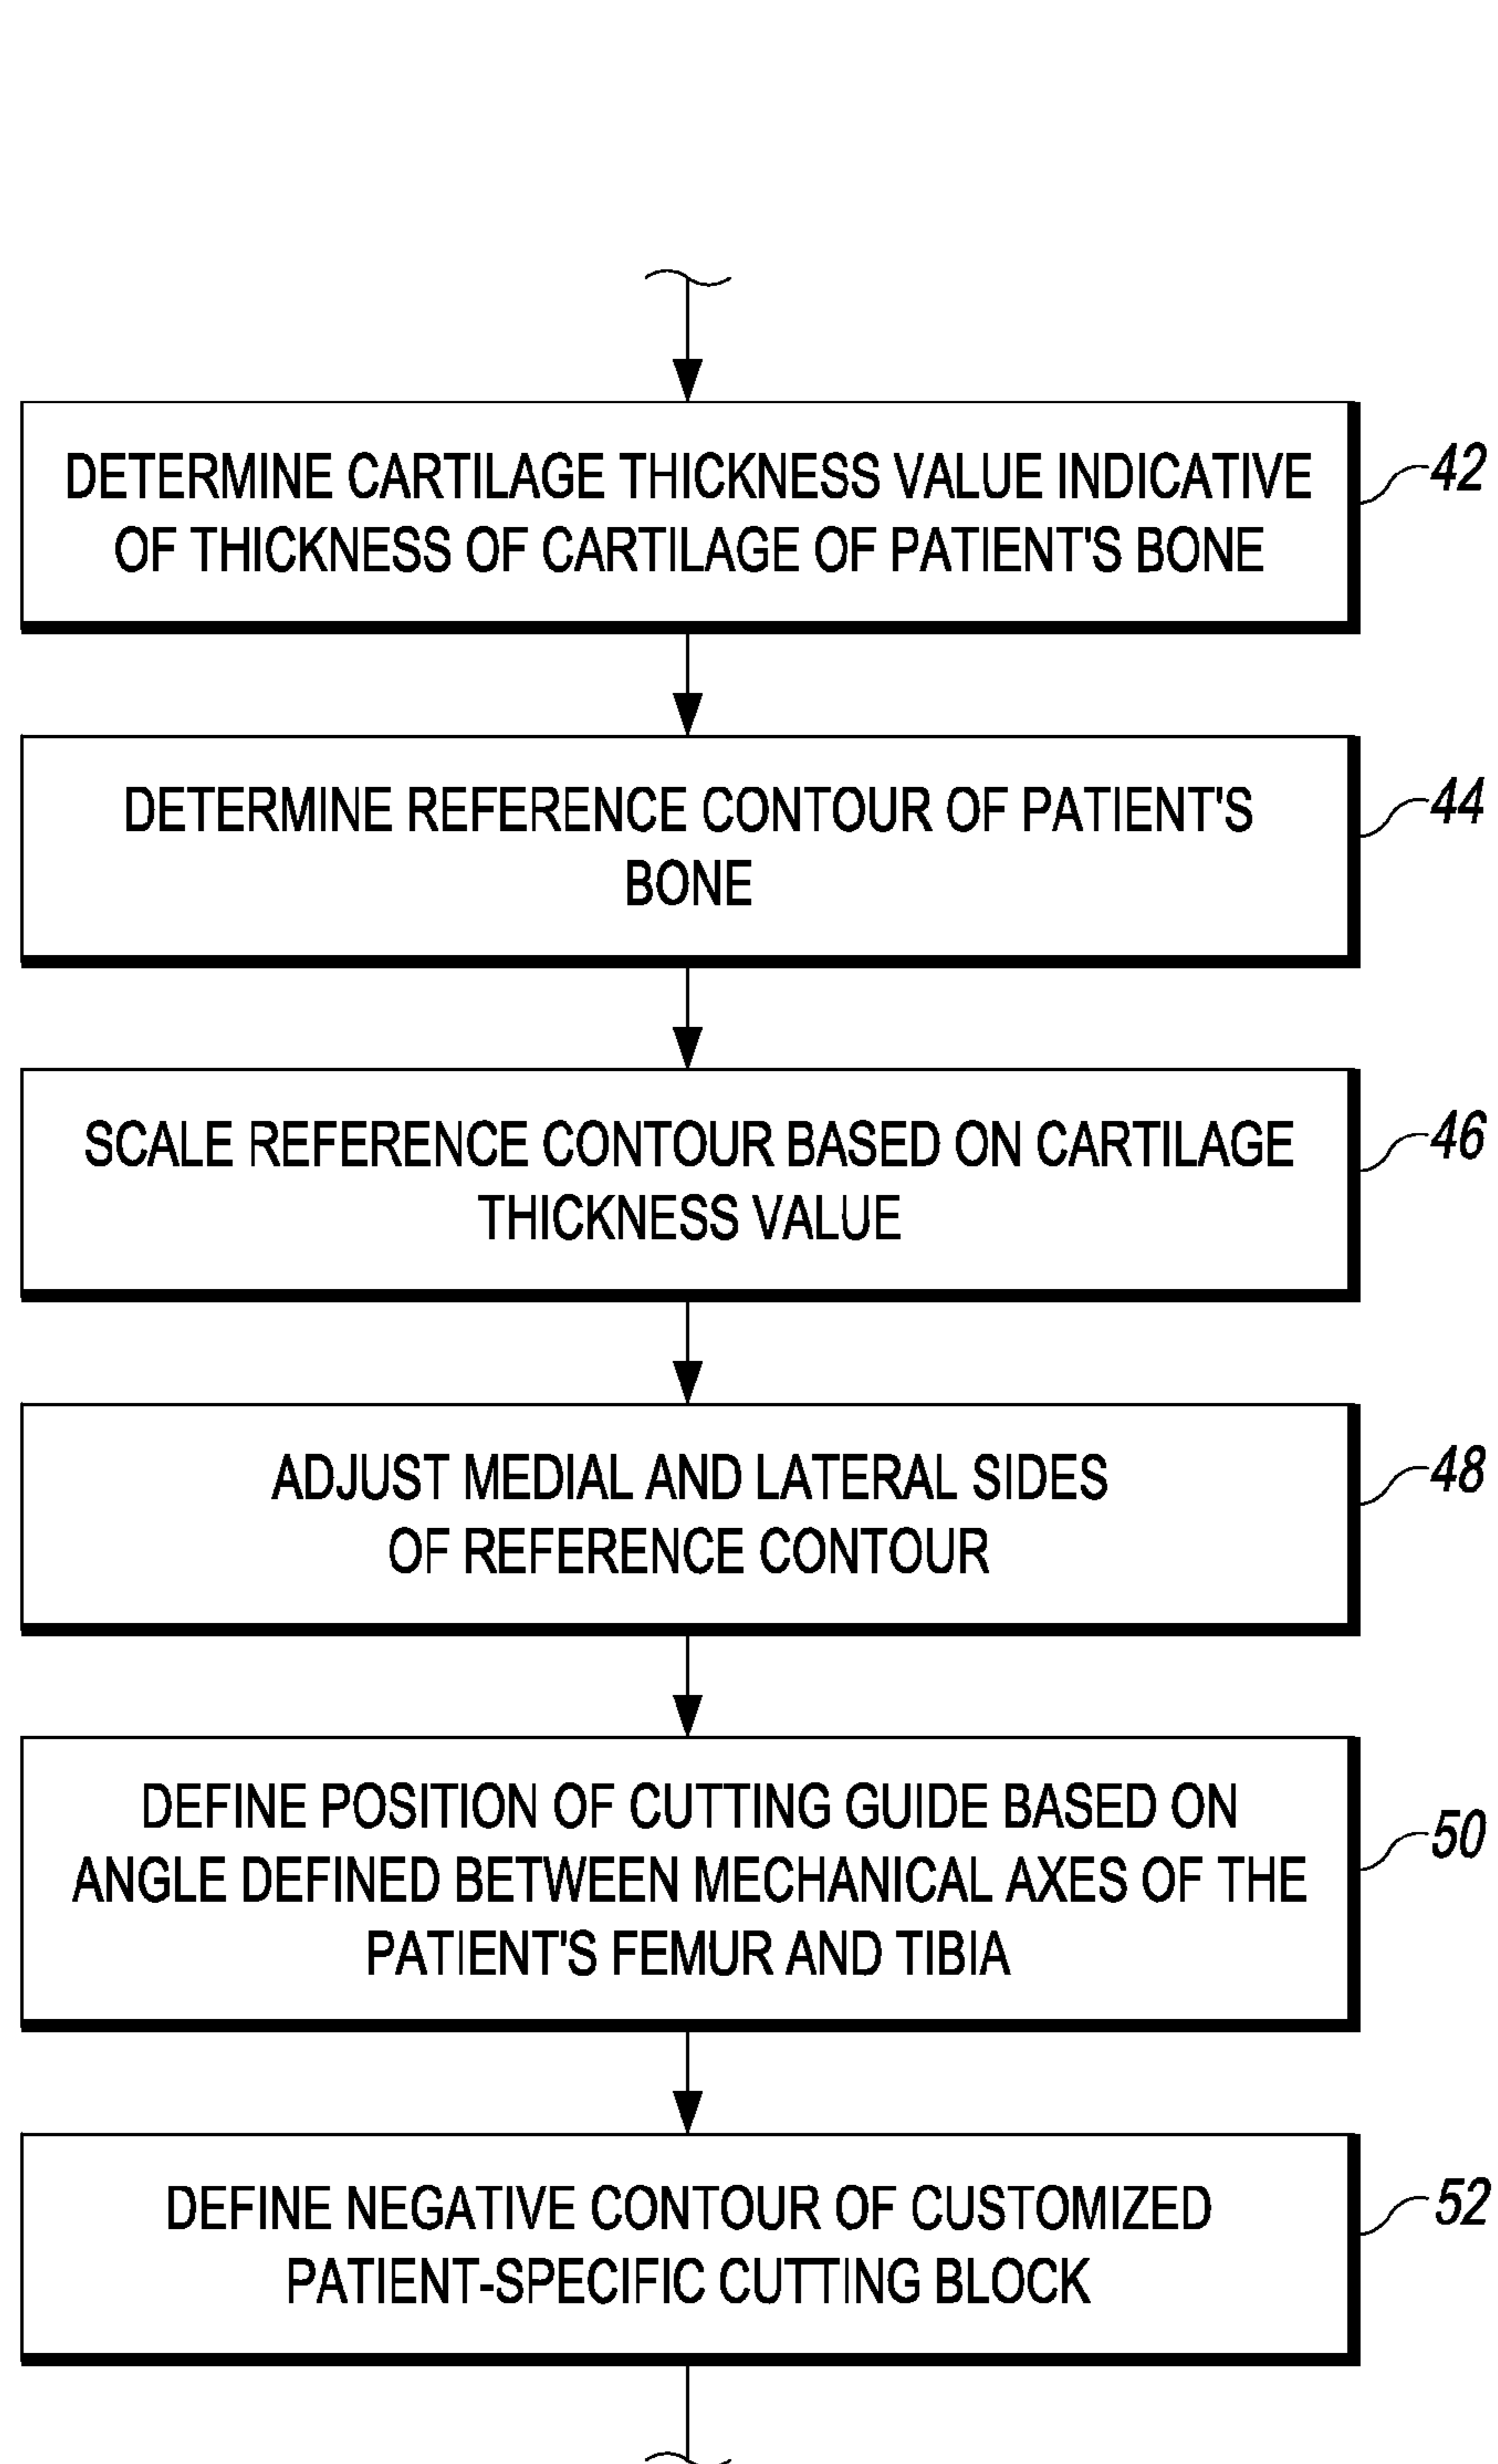 DETERMINE CARTILAGE THICKNESS VALUE INDICATIVE
OF THICKNESS OF CARTILAGE OF PATIENT'S BONE
42
DETERMINE REFERENCE CONTOUR OF PATIENT'S
BONE
44
SCALE REFERENCE CONTOUR BASED ON CARTILAGE
THICKNESS VALUE
46
ADJUST MEDIAL AND LATERAL SIDES
OF REFERENCE CONTOUR
48
DEFINE POSITION OF CUTTING GUIDE BASED ON
ANGLE DEFINED BETWEEN MECHANICAL AXES OF THE
PATIENT'S FEMUR AND TIBIA
50
DEFINE NEGATIVE CONTOUR OF CUSTOMIZED
PATIENT-SPECIFIC CUTTING BLOCK
52